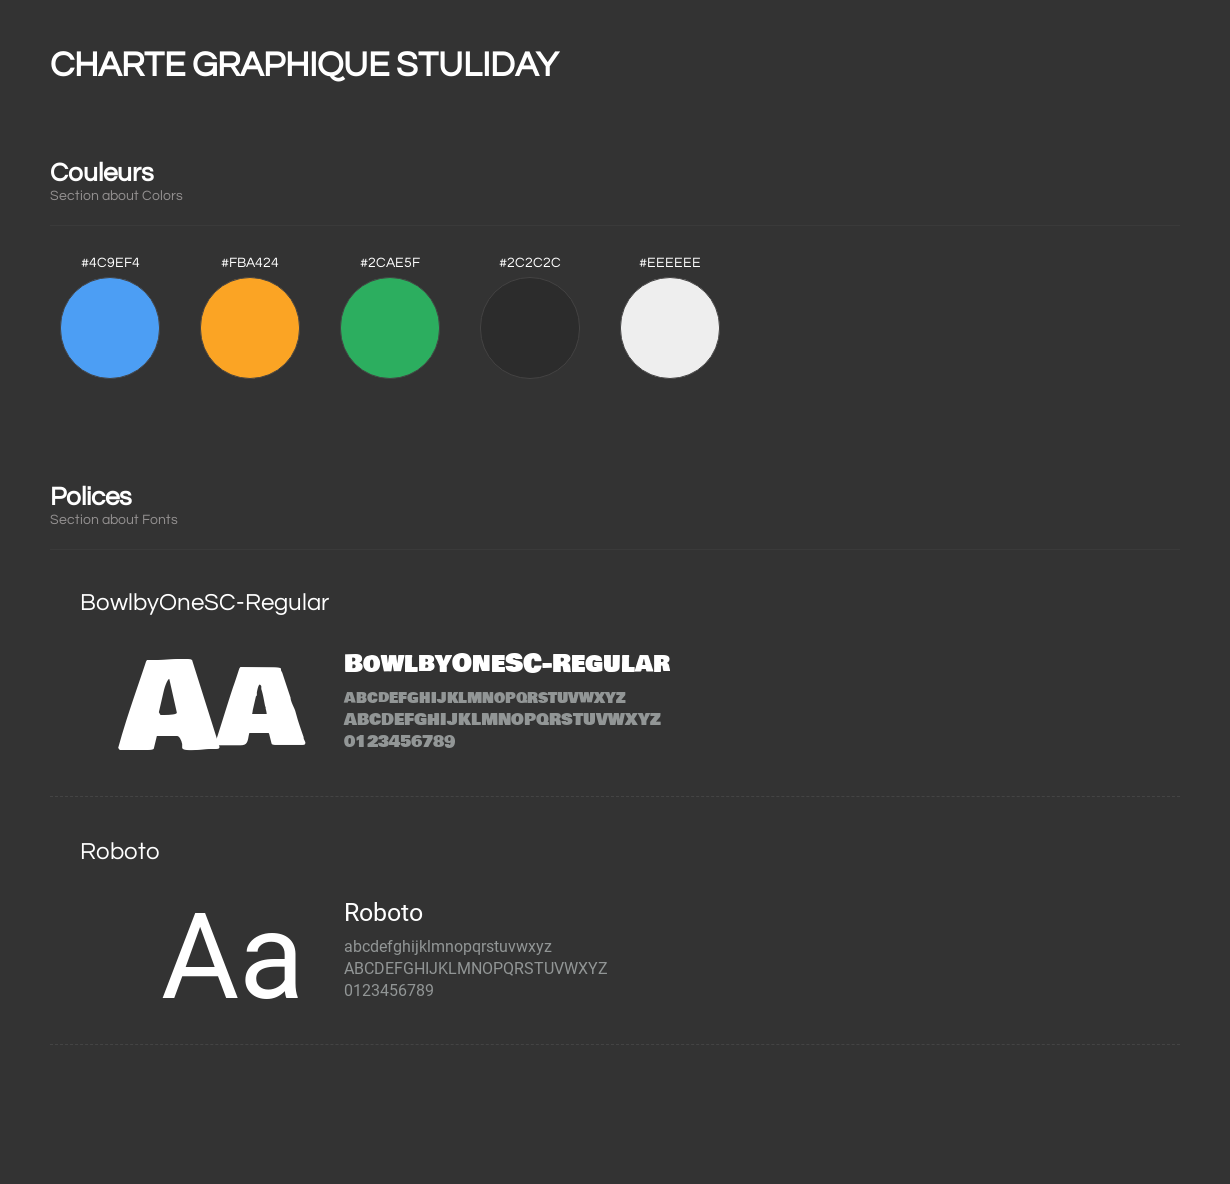 CHARTE GRAPHIQUE STULIDAY
Couleurs
Section about Colors
#4C9EF4 #FBA424 #2CAE5F #2C2C2C #EEEEEE
Polices
Section about Fonts
BowlbyOneSC-Regular
Aa
BowlbyOneSC-Regular
abcdefghijklmnopqrstuvwxyz
ABCDEFGHIJKLMNOPQRSTUVWXYZ
0123456789
Roboto
Aa
Roboto
abcdefghijklmnopqrstuvwxyz
ABCDEFGHIJKLMNOPQRSTUVWXYZ
0123456789